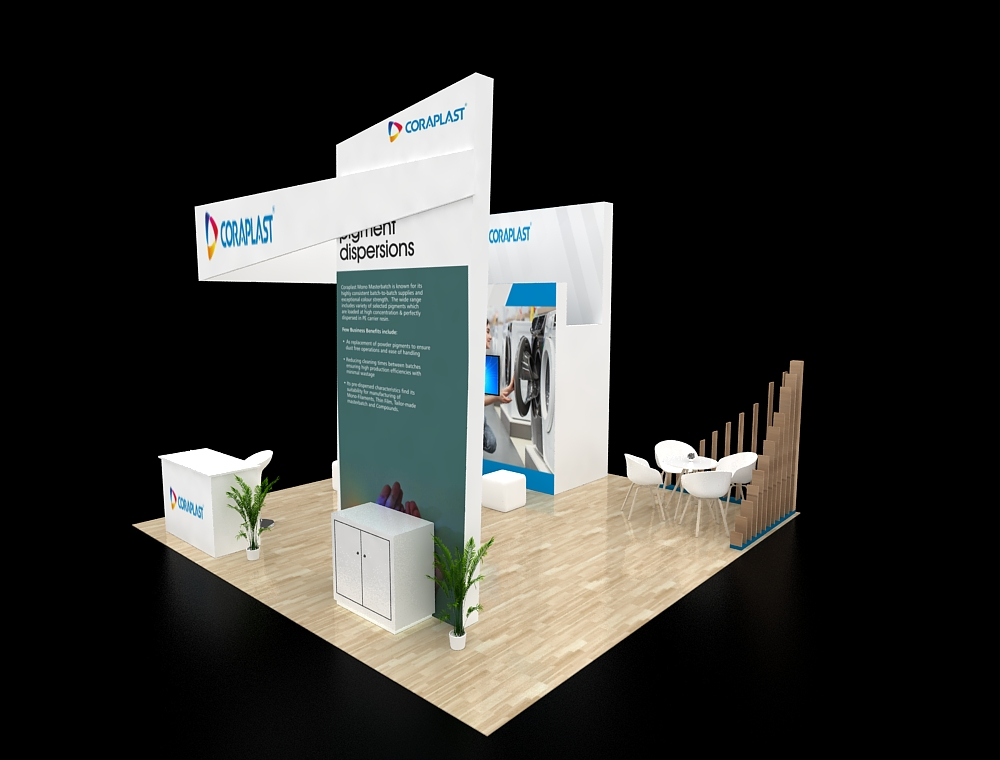 CORAPLAST
CORAPLAST
pigment
dispersions
CORAPLAST
Coraplast Mono Masterbatch is known for its
highly consistent batch-to-batch supplies and
exceptional colour strength. The wide range
includes variety of selected pigments which
are loaded at high concentration & perfectly
dispersed in PE carrier resin.
Few Business Benefits include:
• As replacement of powder pigments to ensure
dust free operations and ease of handling
• Reducing cleaning times between batches
ensuring high production efficiencies with
minimal wastage
• Its pre-dispersed characteristics find its
suitability for manufacturing of
Mono-Filaments, Thin Film, Tailor-made
masterbatch and Compounds.
CORAPLAST